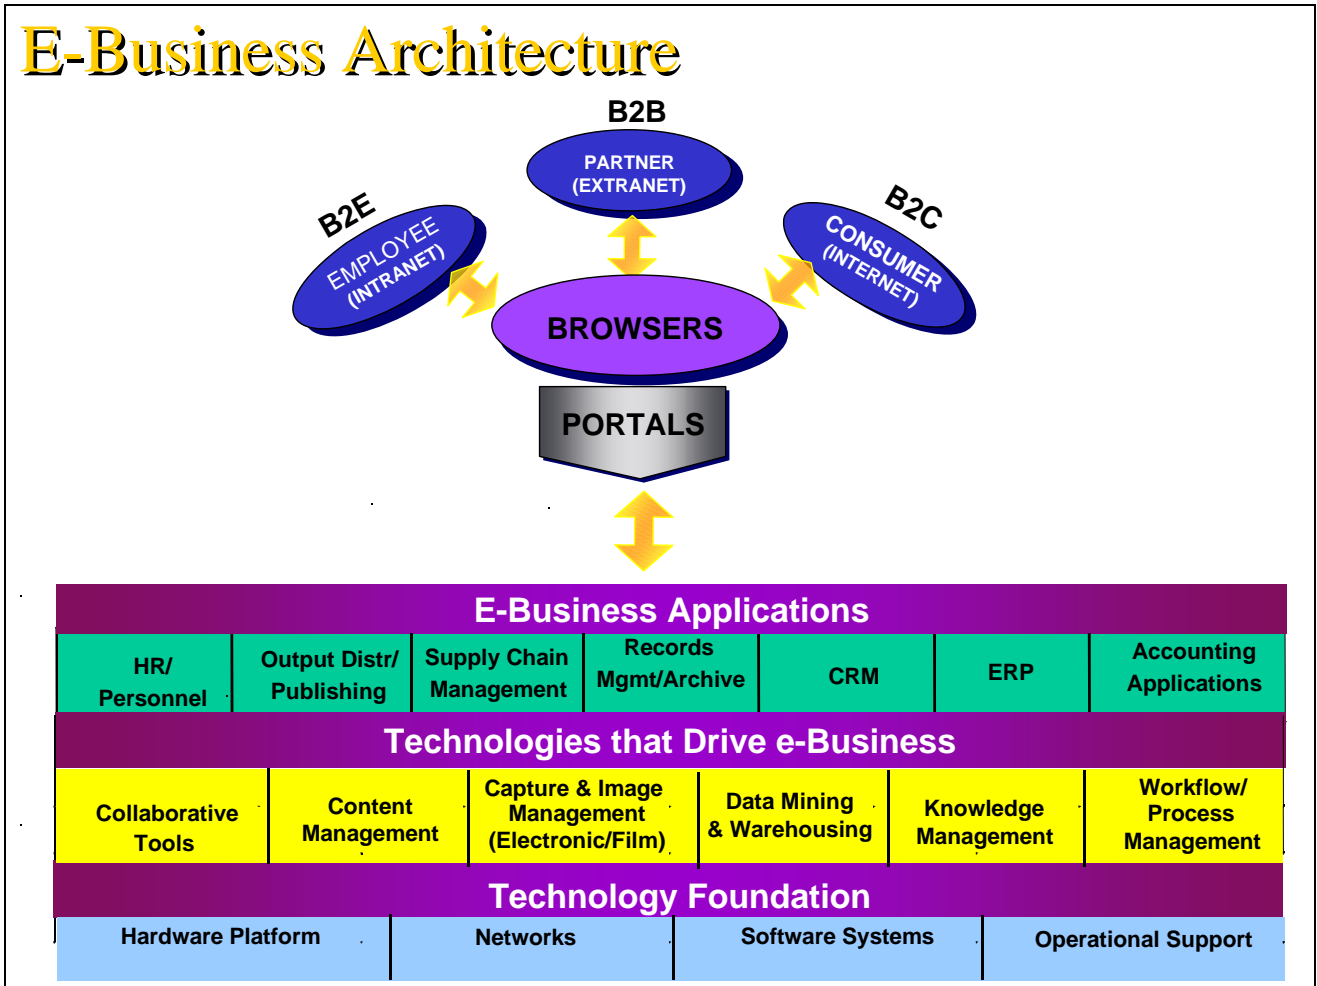 E-Business Architecture
B2B
PARTNER
(EXTRANET)
B2E
EMPLOYEE
(INTRANET)
B2C
CONSUMER
(INTERNET)
BROWSERS
PORTALS
E-Business Applications
HR/
Personnel
Output Distr/
Publishing
Supply Chain
Management
Records
Mgmt/Archive
CRM
ERP
Accounting
Applications
Technologies that Drive e-Business
Collaborative
Tools
Content
Management
Capture & Image
Management
(Electronic/Film)
Data Mining
& Warehousing
Knowledge
Management
Workflow/
Process
Management
Technology Foundation
Hardware Platform
Networks
Software Systems
Operational Support